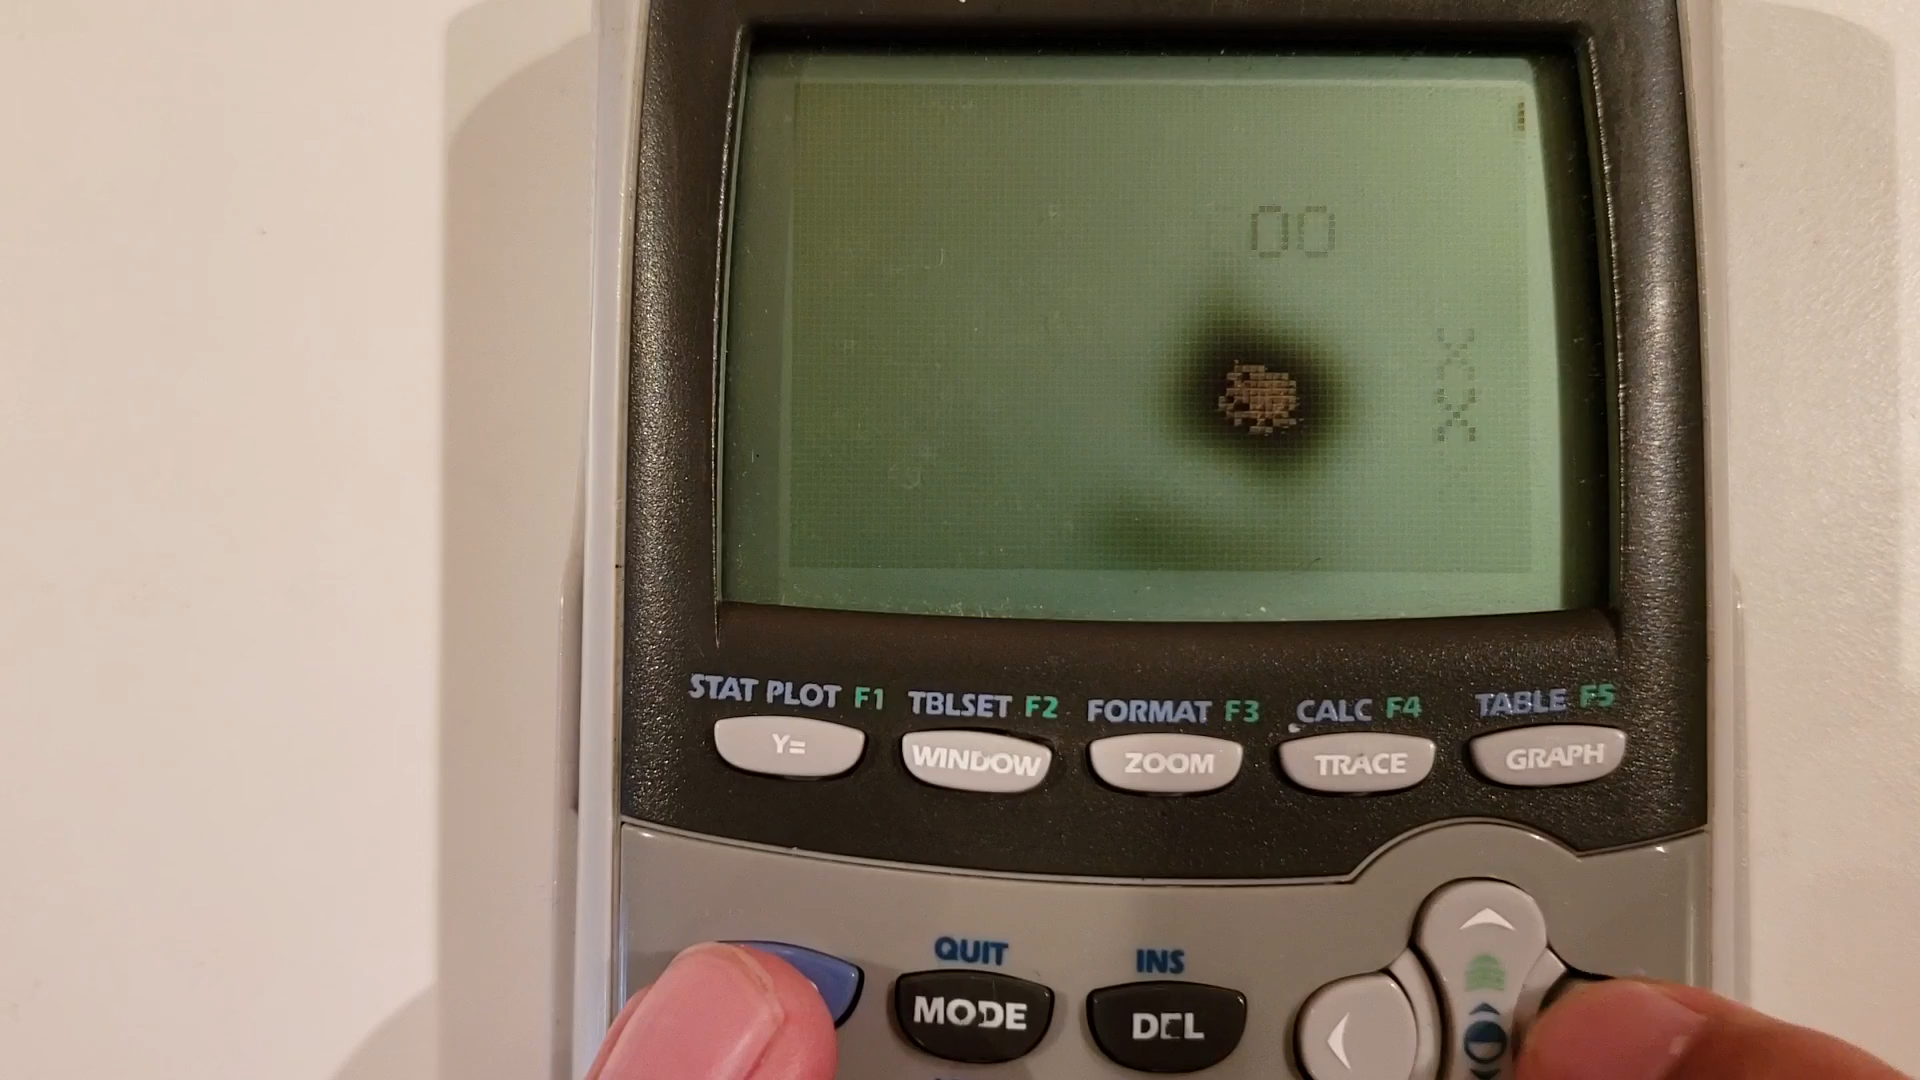 00
X
X
STAT PLOT F1 TBLSET F2 FORMAT F3 CALC F4 TABLE F5
Y= WINDOW ZOOM TRACE GRAPH
QUIT INS
MODE DEL